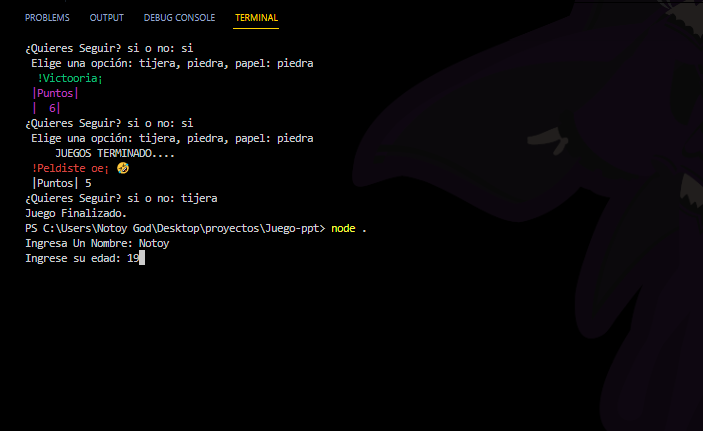 PROBLEMS OUTPUT DEBUG CONSOLE TERMINAL
¿Quieres Seguir? si o no: si
Elige una opción: tijera, piedra, papel: piedra
!Victooria¡
|Puntos|
| 6|
¿Quieres Seguir? si o no: si
Elige una opción: tijera, piedra, papel: piedra
JUEGOS TERMINADO....
!Peldiste oe¡ 🤣
|Puntos| 5
¿Quieres Seguir? si o no: tijera
Juego Finalizado.
PS C:\Users\Notoy God\Desktop\proyectos\Juego-ppt> node .
Ingresa Un Nombre: Notoy
Ingrese su edad: 19